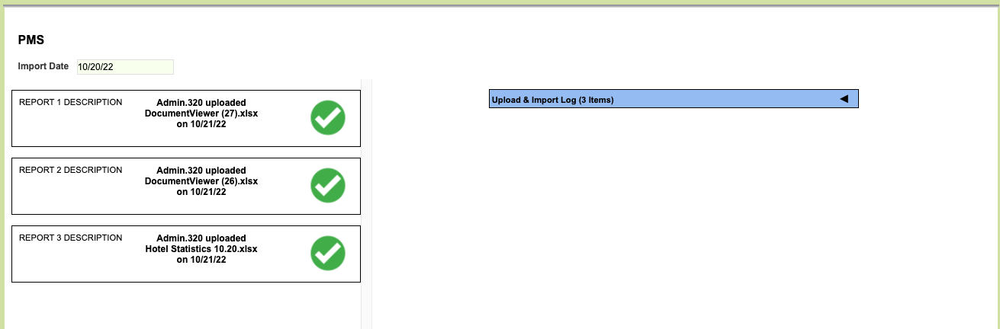 PMS
Import Date 10/20/22
REPORT 1 DESCRIPTION
Admin.320 uploaded
DocumentViewer (27).xlsx
on 10/21/22
REPORT 2 DESCRIPTION
Admin.320 uploaded
DocumentViewer (26).xlsx
on 10/21/22
REPORT 3 DESCRIPTION
Admin.320 uploaded
Hotel Statistics 10.20.xlsx
on 10/21/22
Upload & Import Log (3 Items)